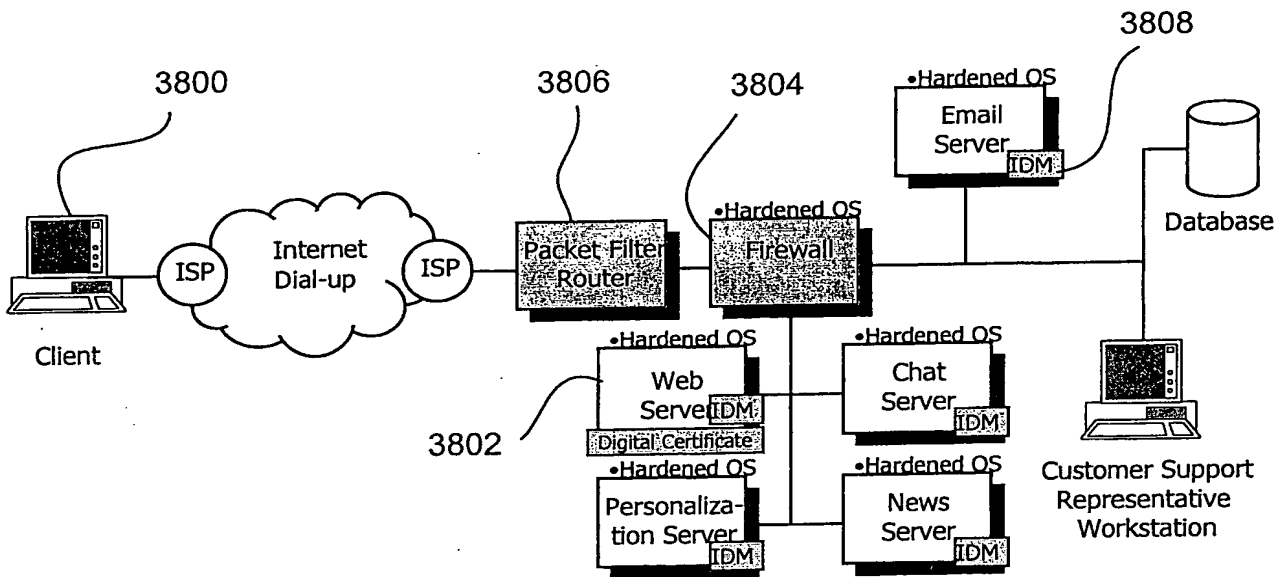 3800
3806
3804
3808
•Hardened OS
Email
Server
IDM
Database
•Hardened OS
Packet Filter
Router
Firewall
ISP
Internet
Dial-up
ISP
Client
•Hardened OS
Web
Server
IDM
Digital Certificate
3802
•Hardened OS
Chat
Server
IDM
•Hardened OS
Personaliza-
tion Server
IDM
•Hardened OS
News
Server
IDM
Customer Support
Representative
Workstation